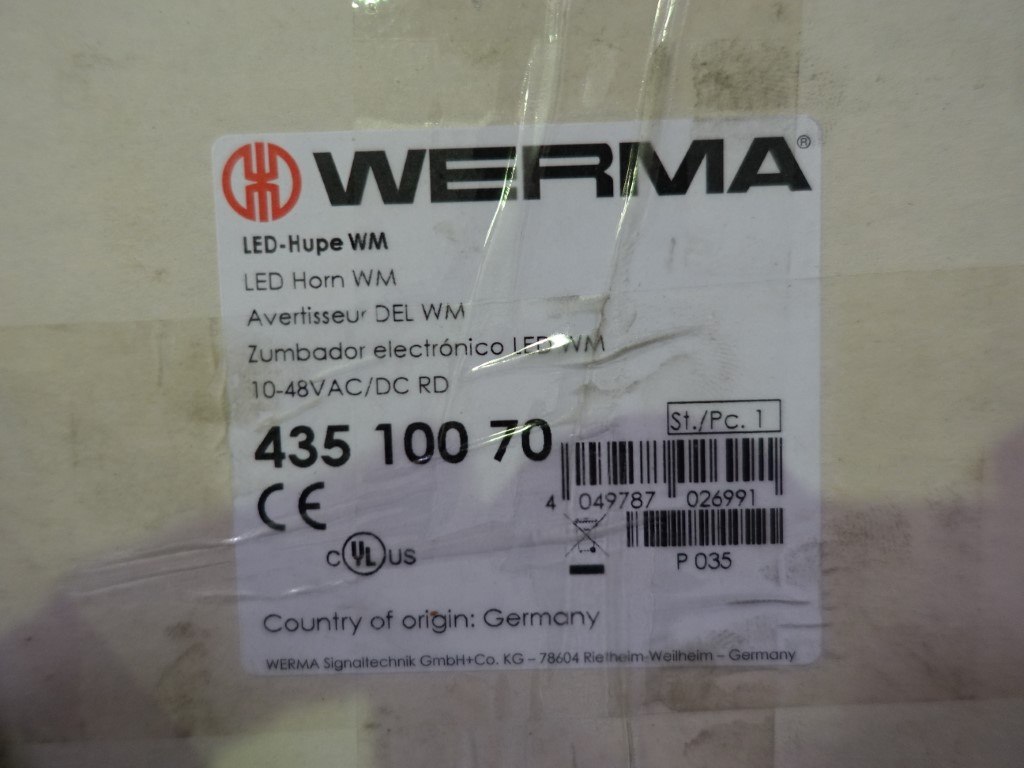 WERMA®
LED-Hupe WM
LED Horn WM
Avertisseur DEL WM
Zumbador electrónico LED WM
10-48VAC/DC RD
St./Pc. 1
435 100 70
4 049787 026991
CE
c UL US
P 035
Country of origin: Germany
WERMA Signaltechnik GmbH+Co. KG – 78604 Rietheim-Weilheim – Germany